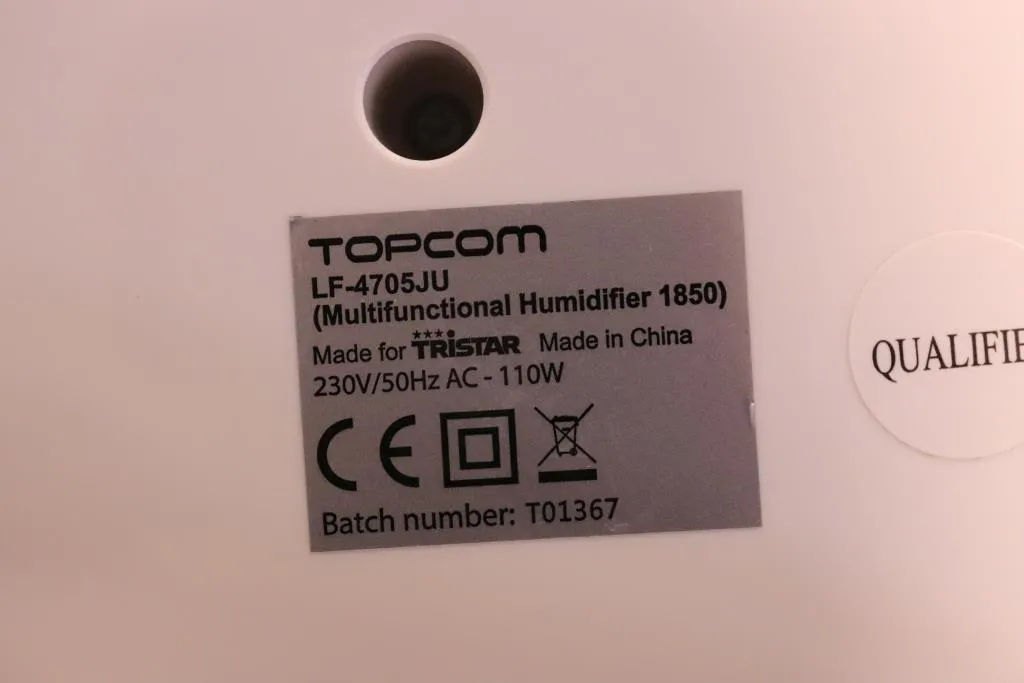 TOPCOM
LF-4705JU
(Multifunctional Humidifier 1850)
Made for TRiSTAR Made in China
230V/50Hz AC - 110W
CE
Batch number: T01367
QUALIFIE